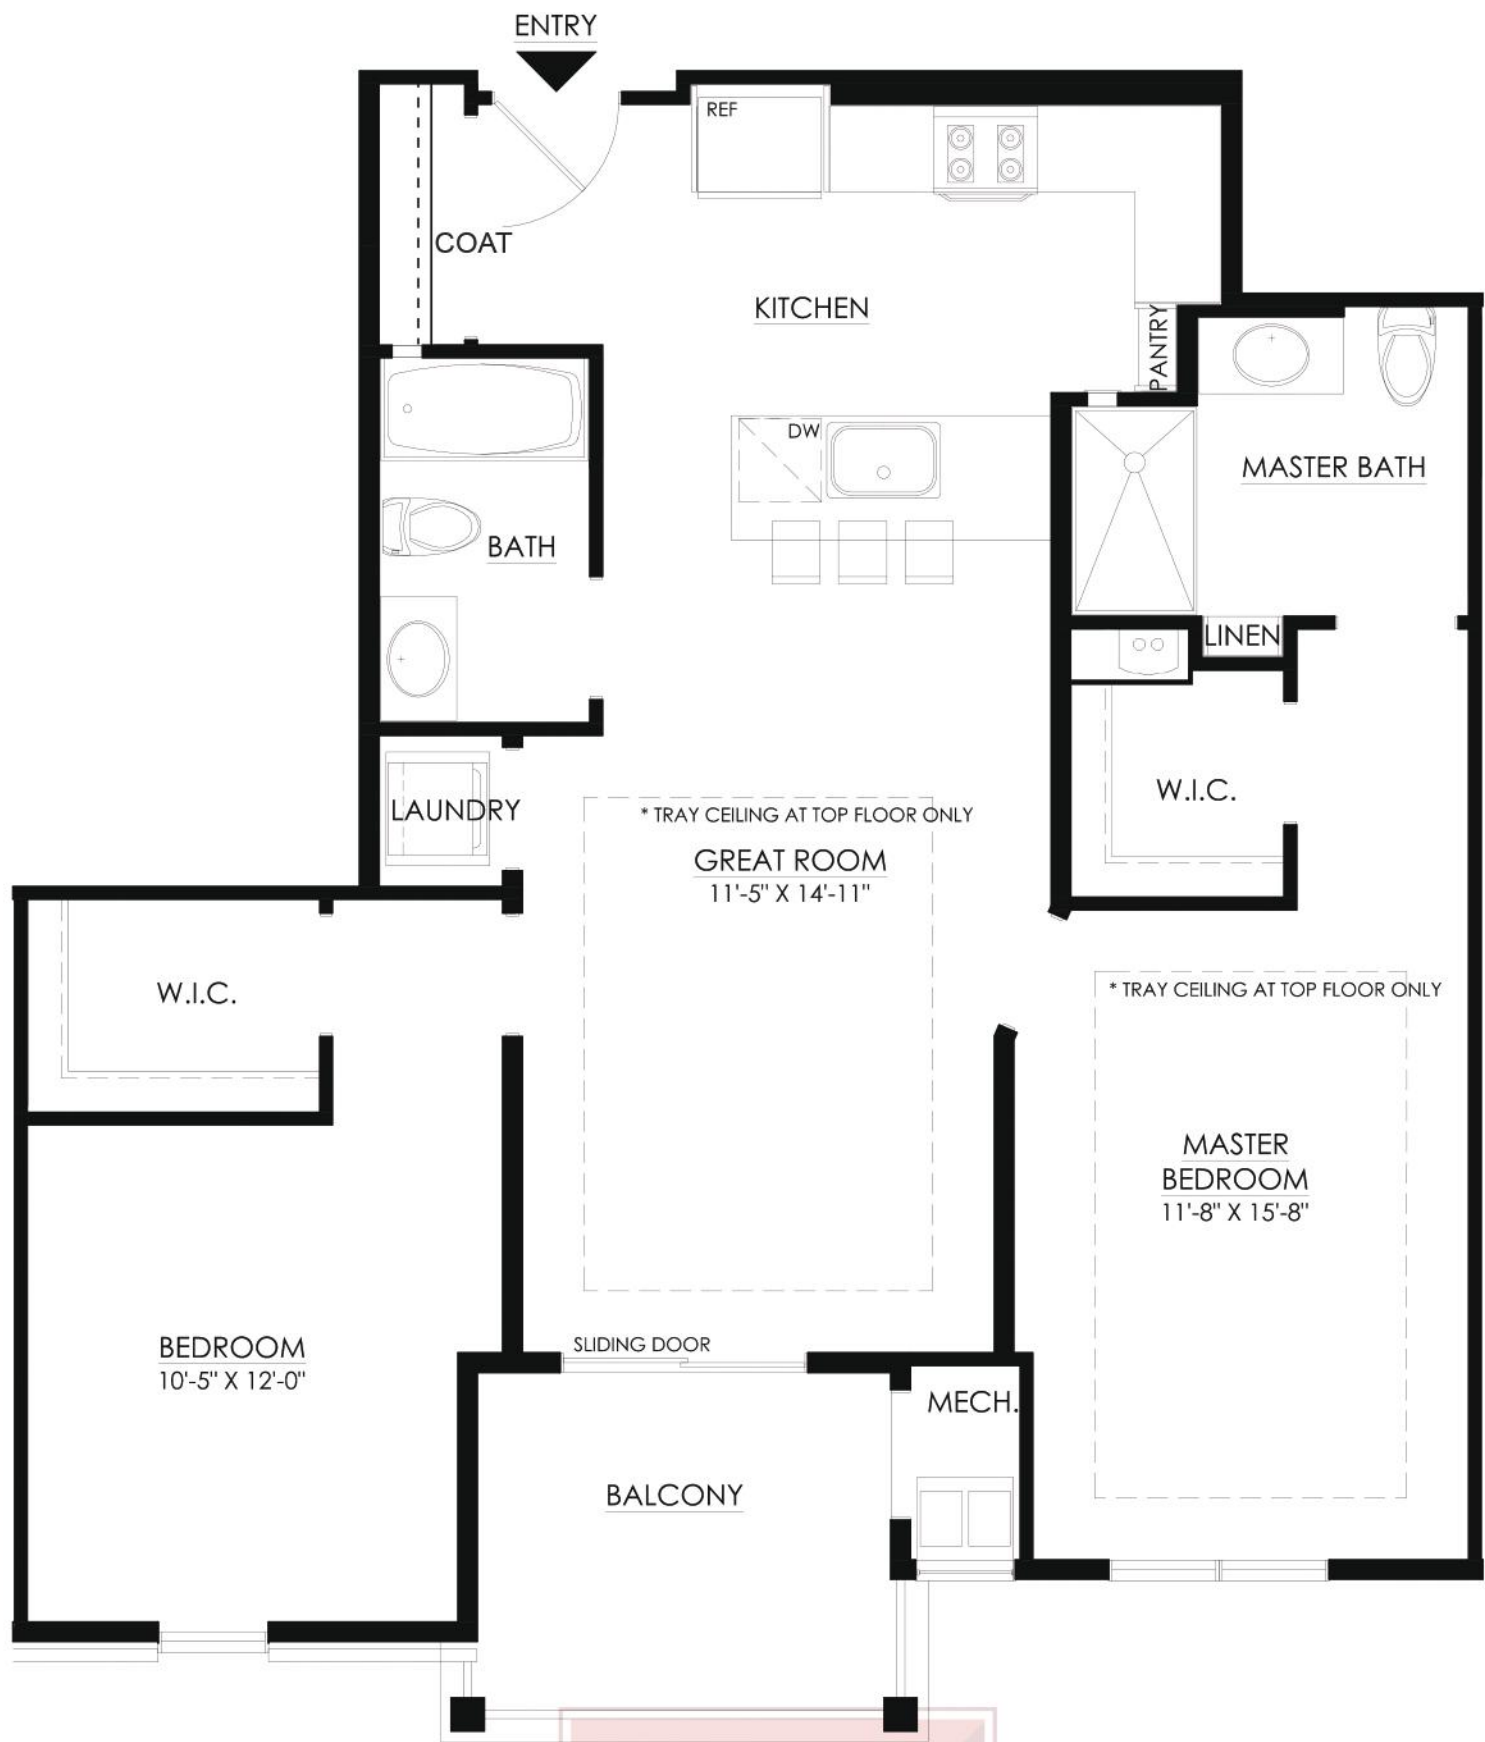 ENTRY
REF
COAT
KITCHEN
PANTRY
DW
MASTER BATH
BATH
LINEN
W.I.C.
LAUNDRY
* TRAY CEILING AT TOP FLOOR ONLY
GREAT ROOM
11'-5" X 14'-11"
W.I.C.
* TRAY CEILING AT TOP FLOOR ONLY
MASTER
BEDROOM
11'-8" X 15'-8"
BEDROOM
10'-5" X 12'-0"
SLIDING DOOR
MECH.
BALCONY